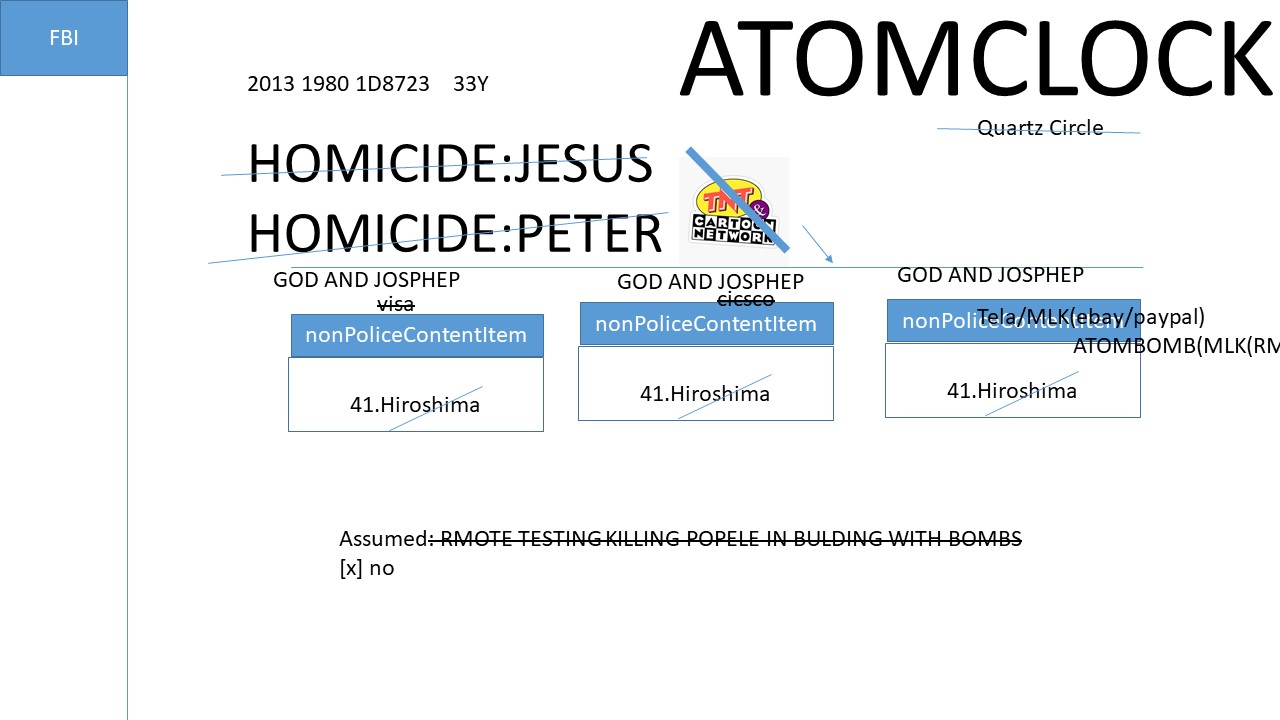 FBI
ATOMCLOCK
2013 1980 1D8723 33Y
Quartz Circle
HOMICIDE:JESUS
HOMICIDE:PETER
TNT &
CARTOON
NETWORK
GOD AND JOSPHEP
GOD AND JOSPHEP
GOD AND JOSPHEP
visa
cicsco
nonPoliceContentItem
nonPoliceContentItem
nonPoliceContentItem
Tela/MLK(ebay/paypal)
ATOMBOMB(MLK(RM
41.Hiroshima
41.Hiroshima
41.Hiroshima
Assumed: RMOTE TESTING KILLING POPELE IN BULDING WITH BOMBS
[x] no